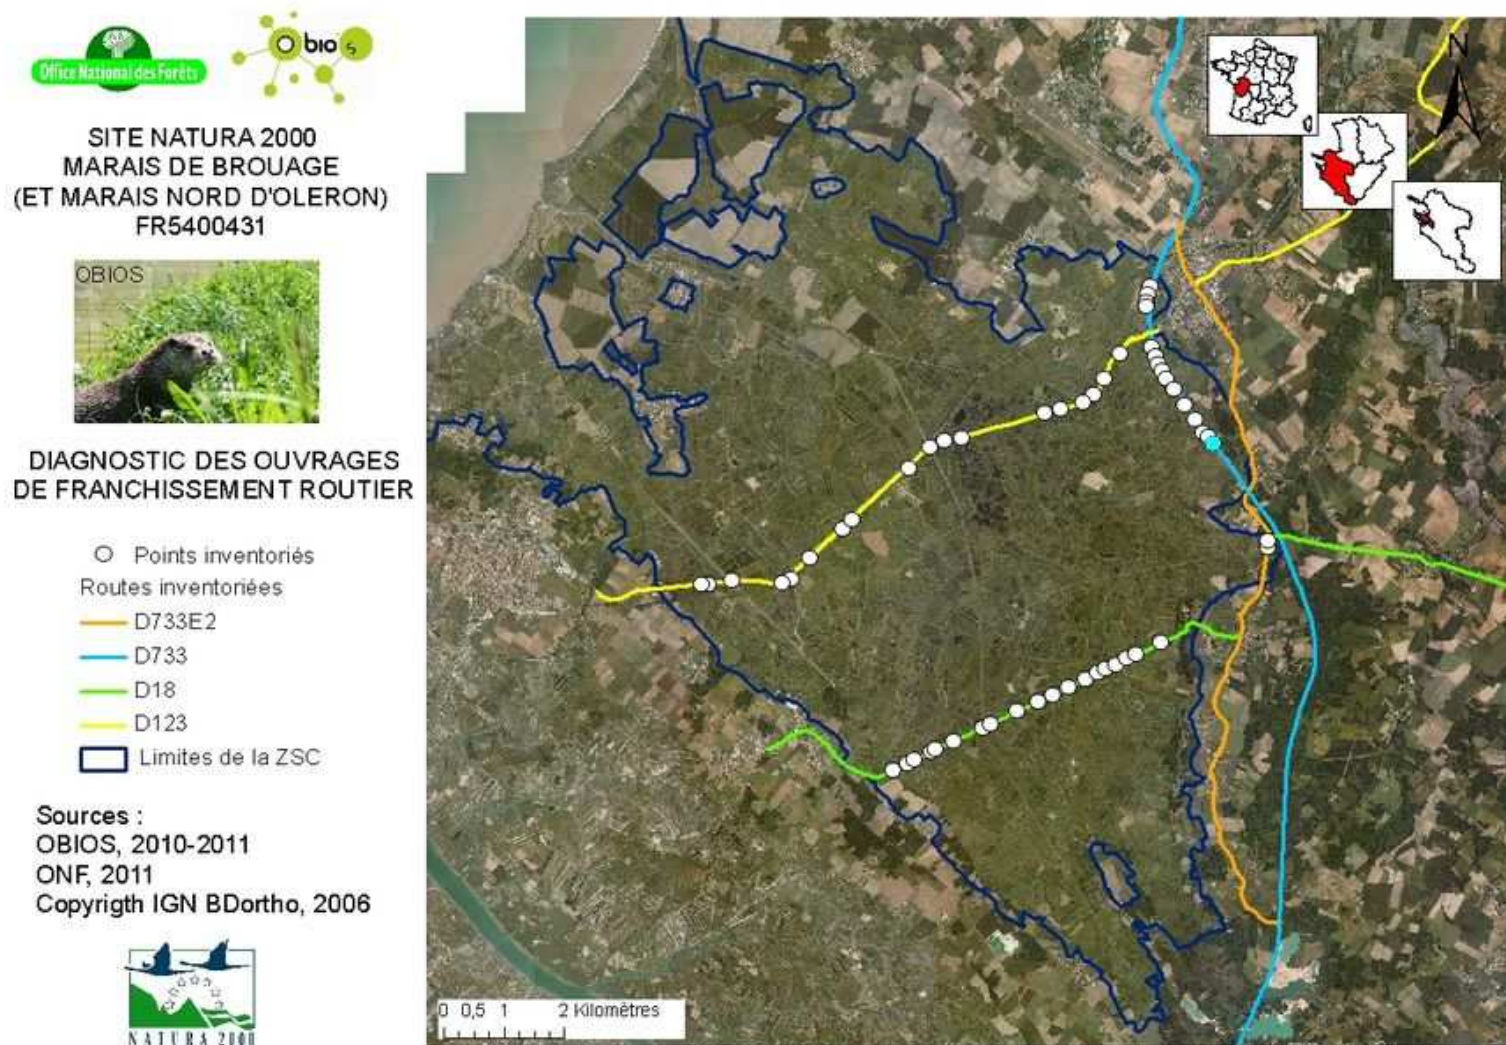 Office National des Forêts
O bio s
SITE NATURA 2000
MARAIS DE BROUAGE
(ET MARAIS NORD D'OLERON)
FR5400431
OBIOS
DIAGNOSTIC DES OUVRAGES
DE FRANCHISSEMENT ROUTIER
Points inventoriés
Routes inventoriées
D733E2
D733
D18
D123
Limites de la ZSC
Sources :
OBIOS, 2010-2011
ONF, 2011
Copyrigth IGN BDortho, 2006
NATURA 2000
N
0 0,5 1 2 Kilomètres